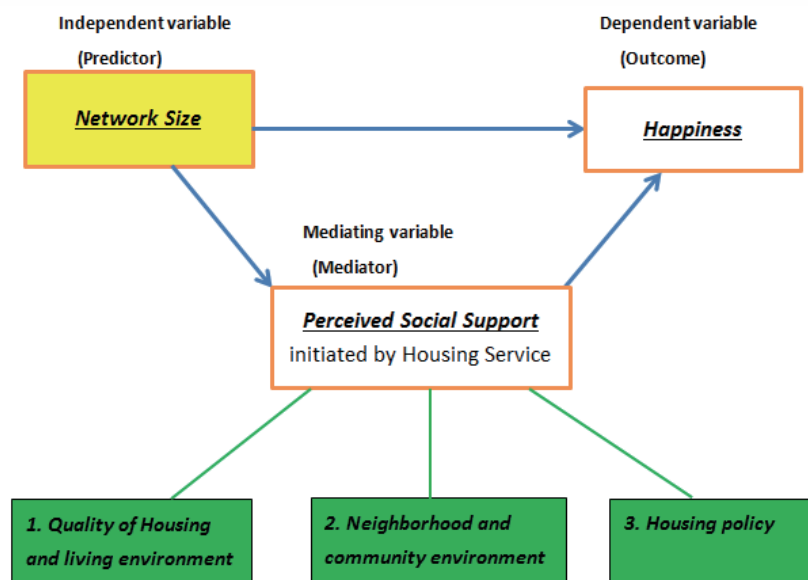 Independent variable
(Predictor)
Dependent variable
(Outcome)
Network Size
Happiness
Mediating variable
(Mediator)
Perceived Social Support
initiated by Housing Service
1. Quality of Housing
and living environment
2. Neighborhood and
community environment
3. Housing policy